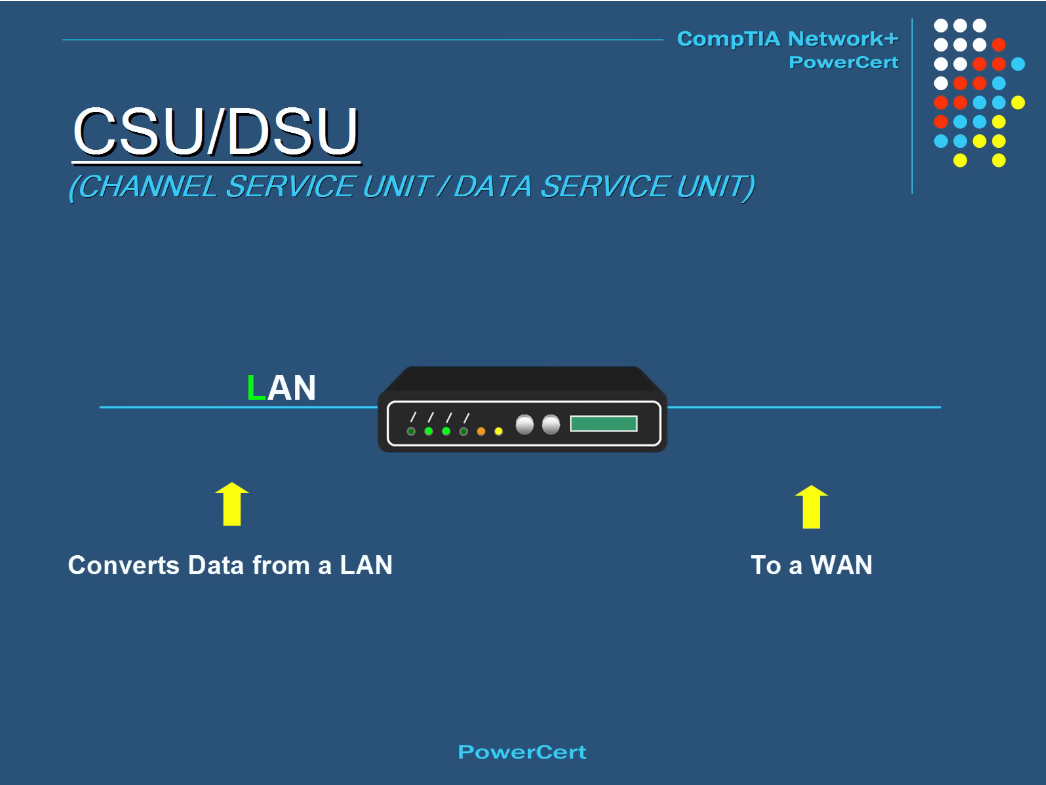 CompTIA Network+
PowerCert
CSU/DSU
(CHANNEL SERVICE UNIT / DATA SERVICE UNIT)
LAN
Converts Data from a LAN
To a WAN
PowerCert